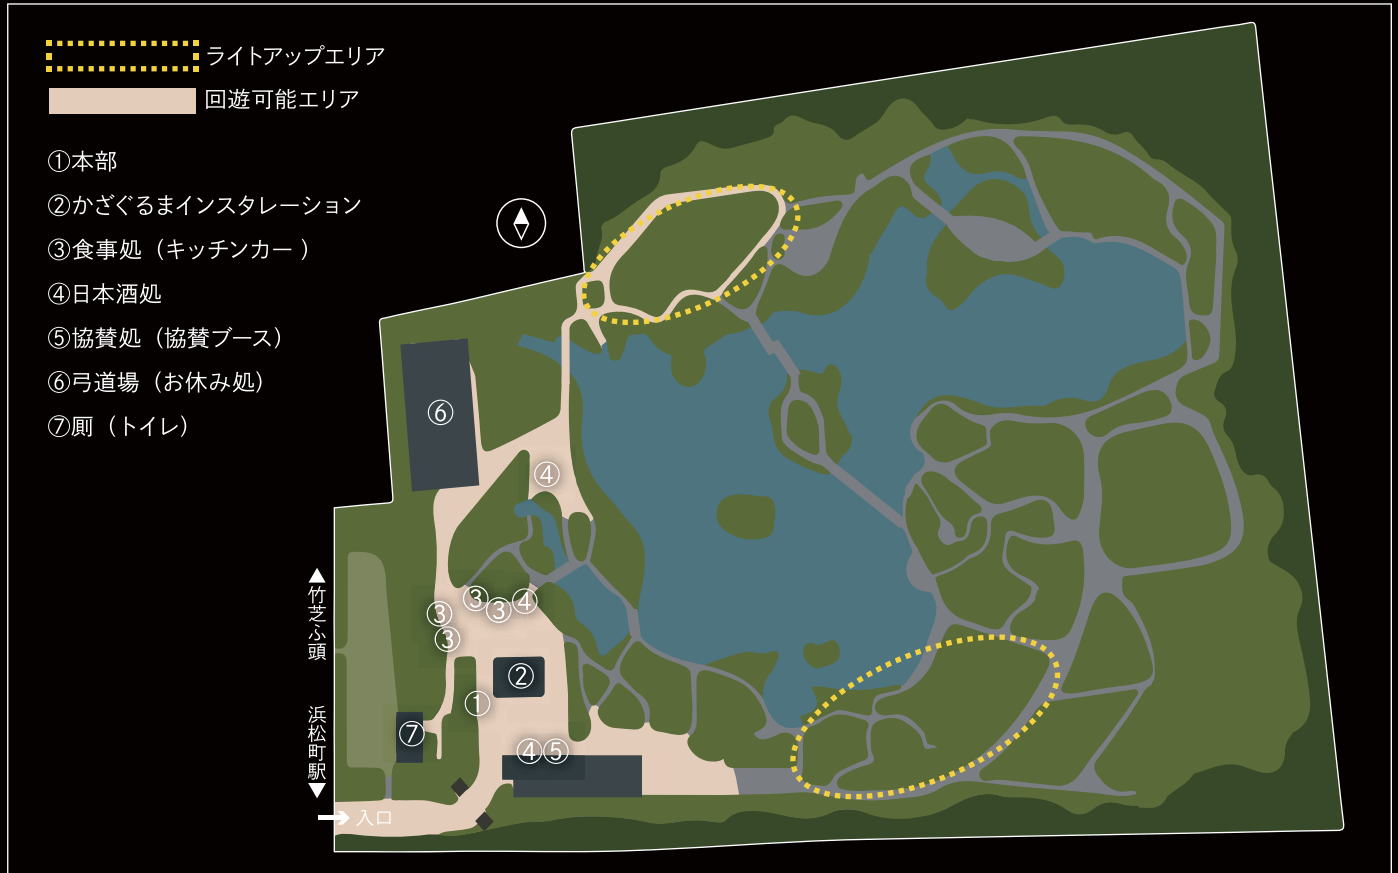 ライトアップエリア
回遊可能エリア
①本部
②かざぐるまインスタレーション
③食事処（キッチンカー ）
④日本酒処
⑤協賛処（協賛ブース）
⑥弓道場（お休み処）
⑦厠（トイレ）
⑥
④
③
③
④
③
③
②
①
⑦
④⑤
▲竹芝ふ頭
浜松町駅▼
→入口